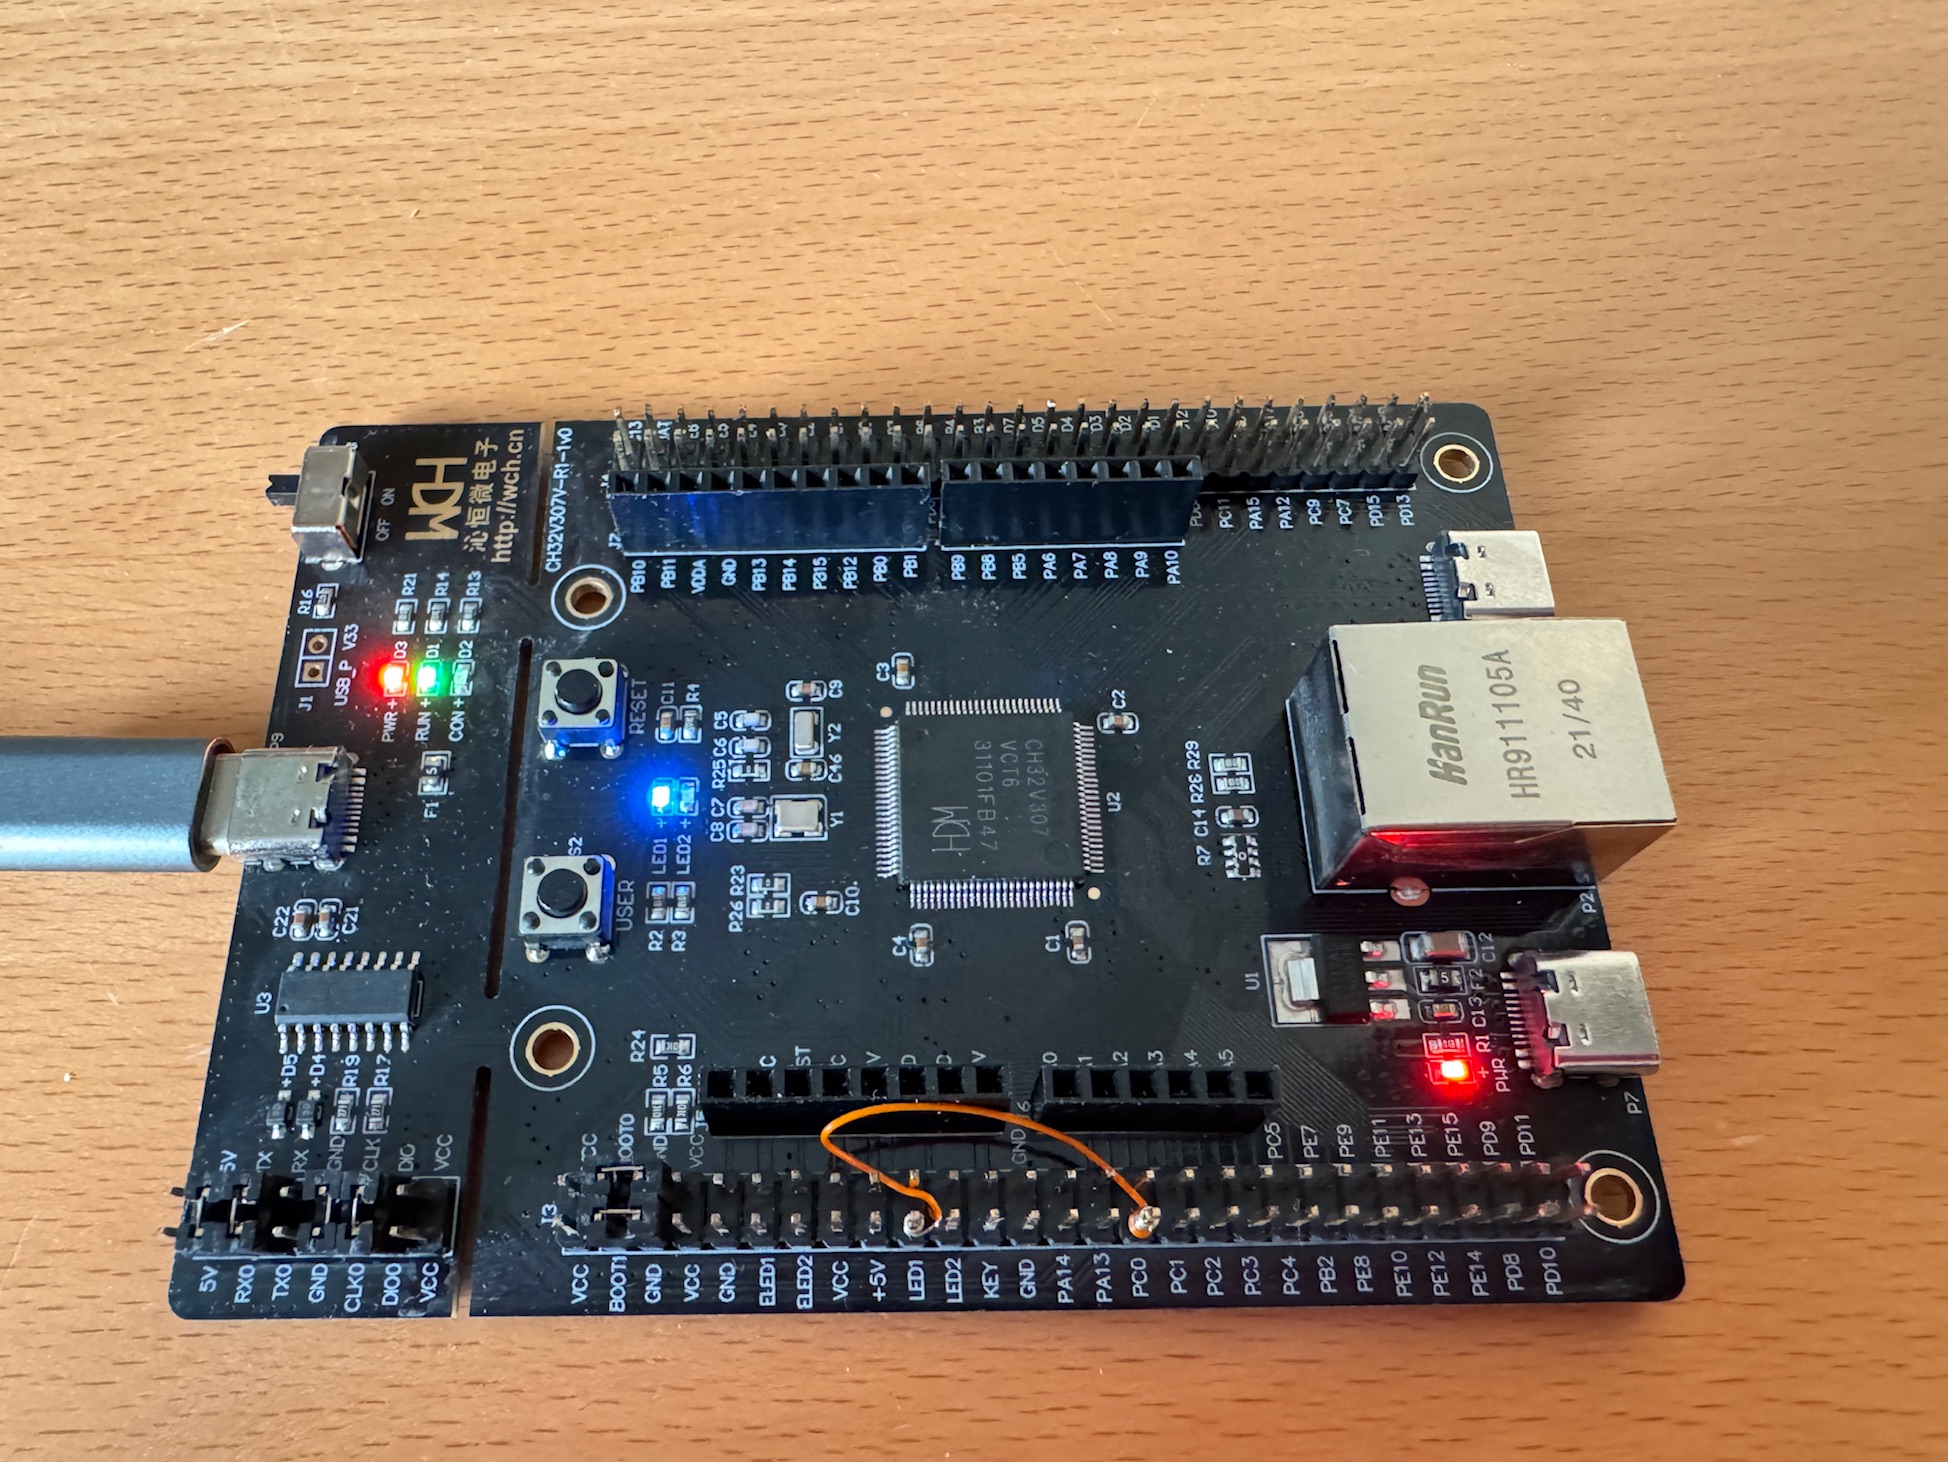 OFF ON
沁恒微电子
http://wch.cn
CH32V307V-R1-1v0
R16
R21
R14
R13
J1
USB_P V33
PWR + D3
RUN + D1
CON + D2
P9
F1
PB10
PB11
VDDA
GND
PB13
PB14
PB15
PB12
PB0
PB1
PB9
PB8
PB5
PA6
PA7
PA8
PA9
PA10
PC11
PA15
PA12
PC9
PC7
PD15
PD13
RESET
C11
R4
C5
C6
R25
C9
Y2
C46
C7
C8
Y1
C3
C2
U2
CH32V307
VCT6
31101FB47
R29
R28
C14
R7
HanRun
HR911105A
21/40
P2
S2
USER
LED1 +
LED2 +
R2
R3
R23
R26
C10
C4
C1
U1
C12
F2
C13
R1
PWR +
P7
C22
C21
U3
+D5
+D4
R19
R17
5V
TX
RX
GND
CLK
DIO
VCC
5V
RX0
TX0
GND
CLK0
DIO0
VCC
R24
R5
R6
GND
PC5
PE7
PE9
PE11
PE13
PE15
PD9
PD11
VCC
BOOT1
GND
VCC
GND
ELED1
ELED2
VCC
+5V
LED1
LED2
KEY
GND
PA14
PA13
PC0
PC1
PC2
PC3
PC4
PB2
PE8
PE10
PE12
PE14
PD8
PD10